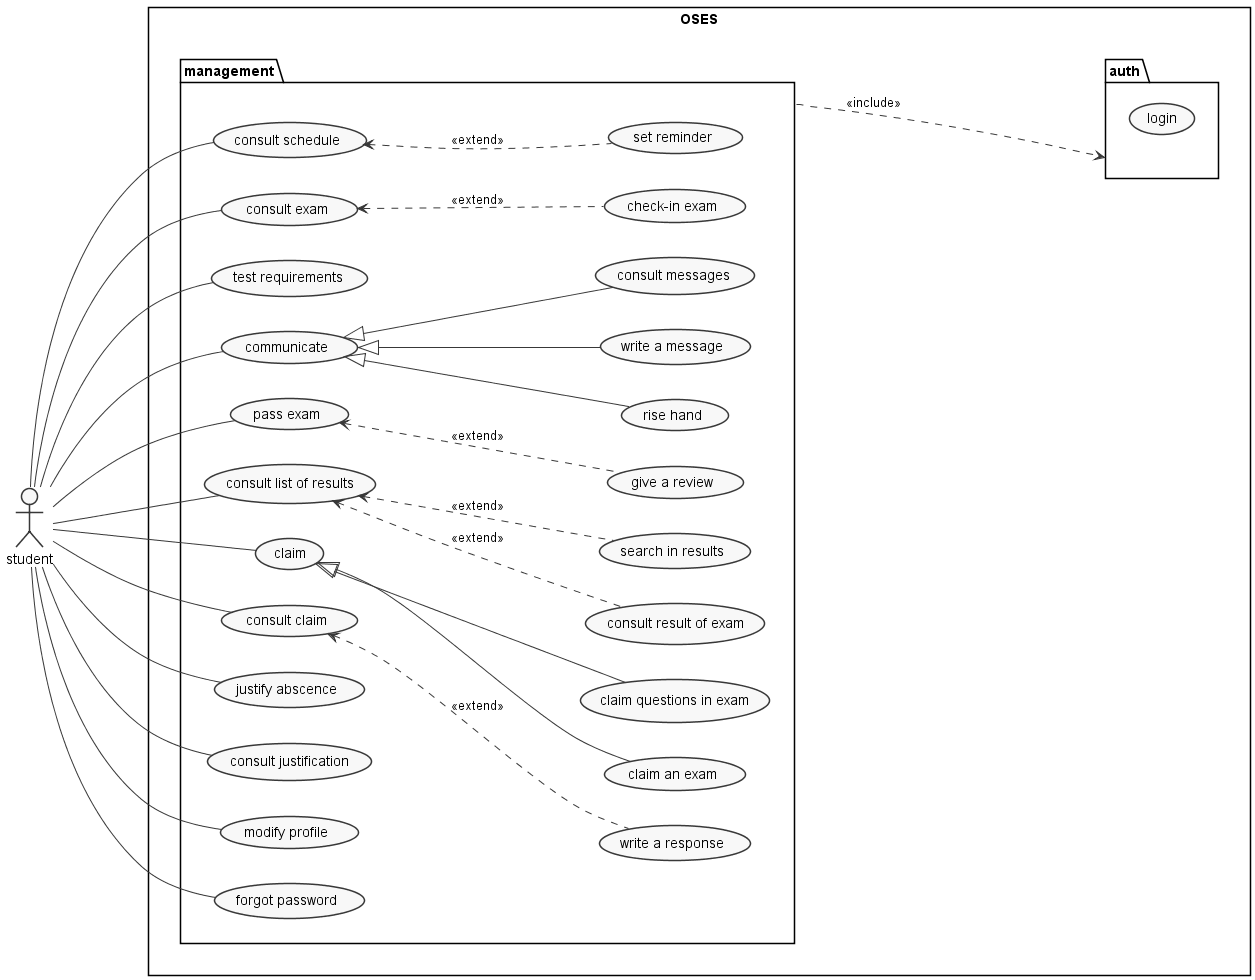 OSES
management
auth
«include»
login
consult schedule
«extend»
set reminder
consult exam
«extend»
check-in exam
test requirements
consult messages
communicate
write a message
rise hand
pass exam
«extend»
give a review
consult list of results
«extend»
search in results
«extend»
consult result of exam
student
claim
consult claim
claim questions in exam
justify abscence
«extend»
consult justification
claim an exam
modify profile
write a response
forgot password